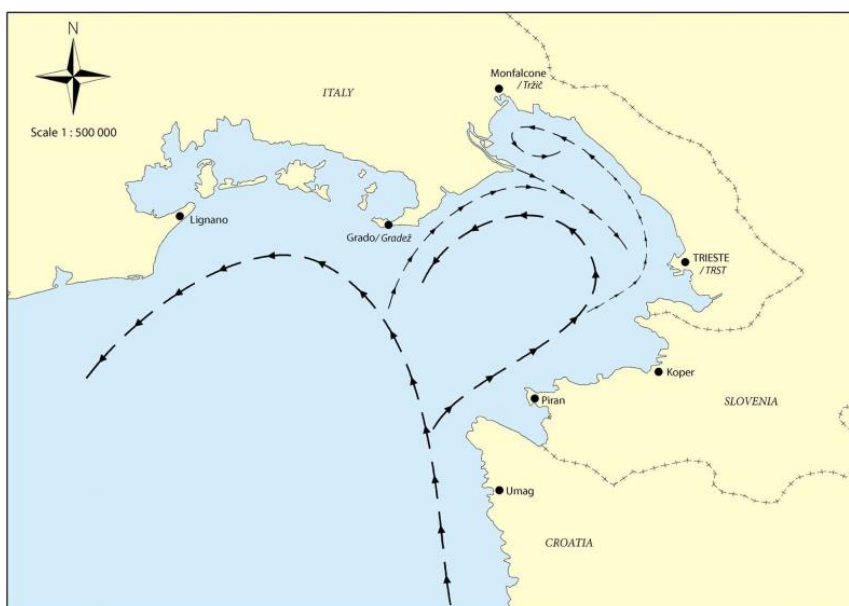 N
Scale 1 : 500 000
ITALY
Monfalcone
/ Tržič
Lignano
Grado/ Gradež
TRIESTE
/ TRST
Koper
Piran
SLOVENIA
Umag
CROATIA